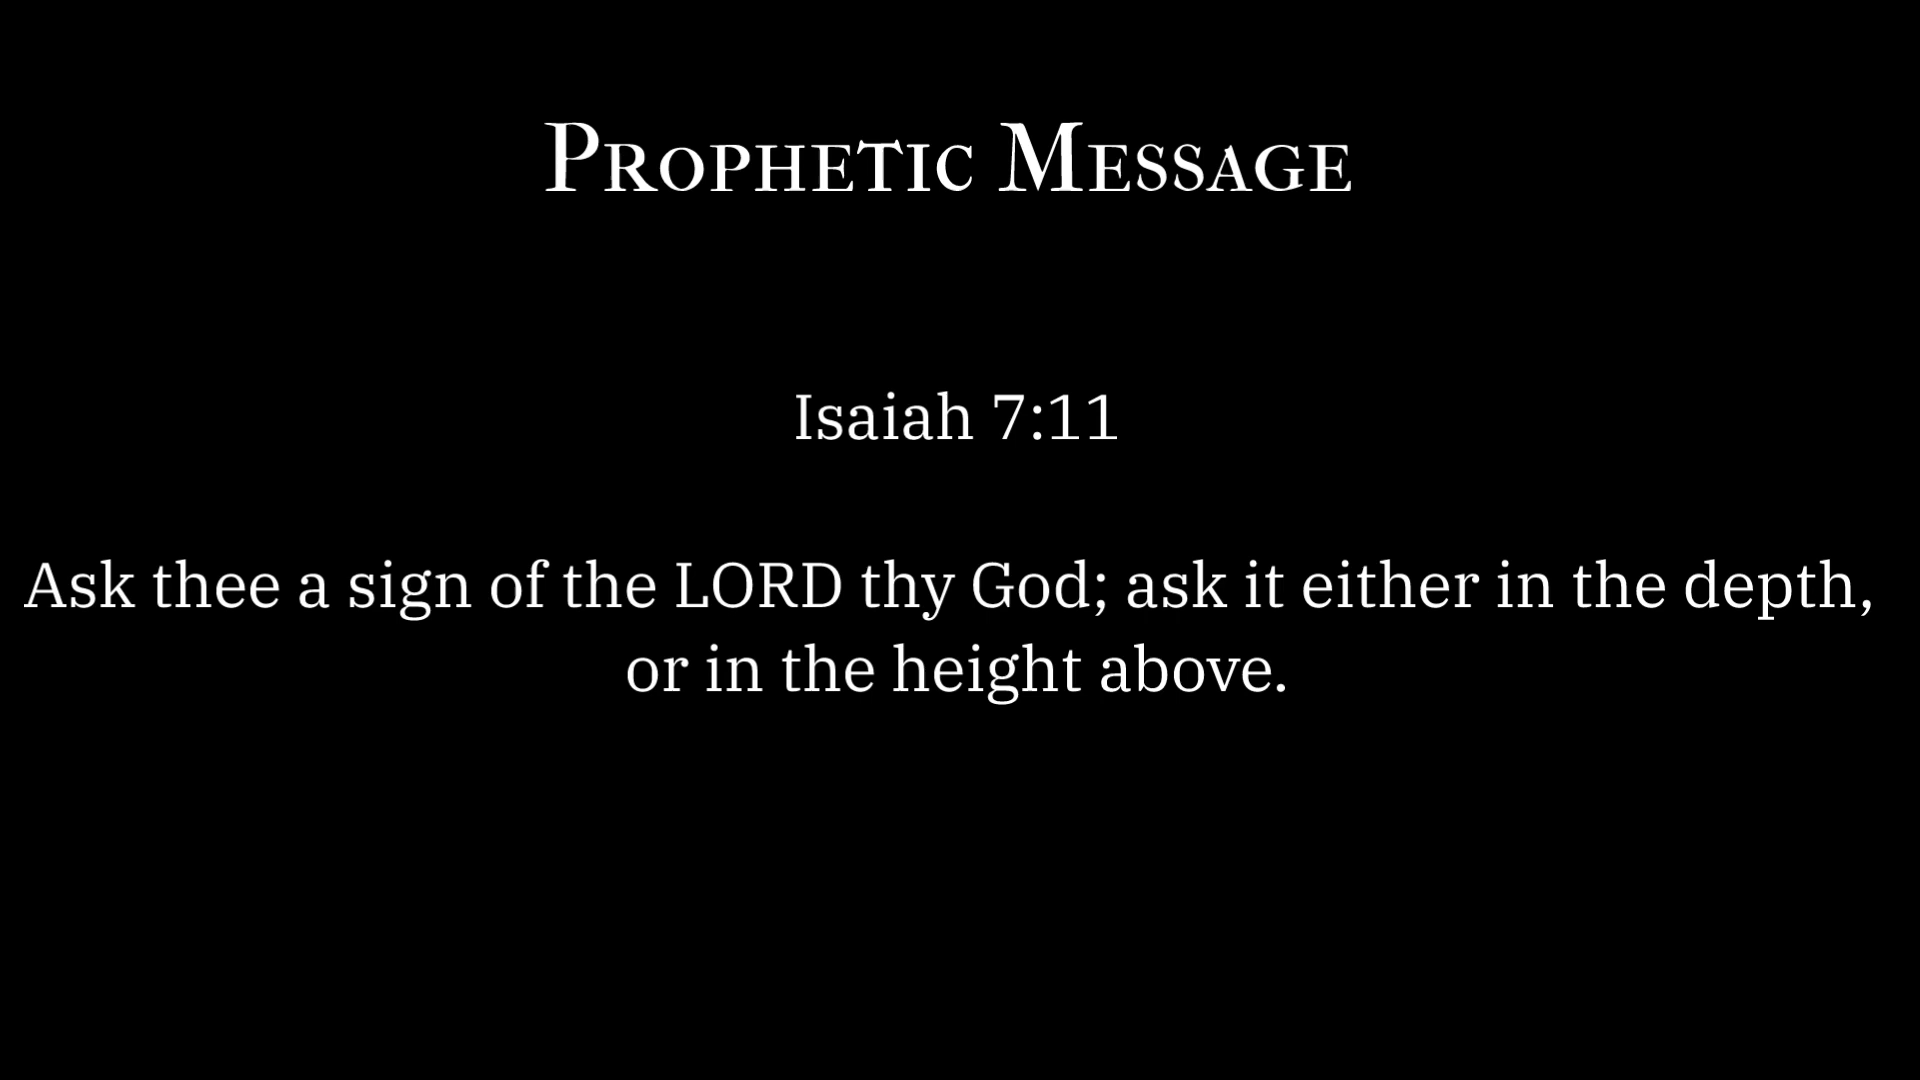 Prophetic Message
Isaiah 7:11
Ask thee a sign of the LORD thy God; ask it either in the depth,
or in the height above.